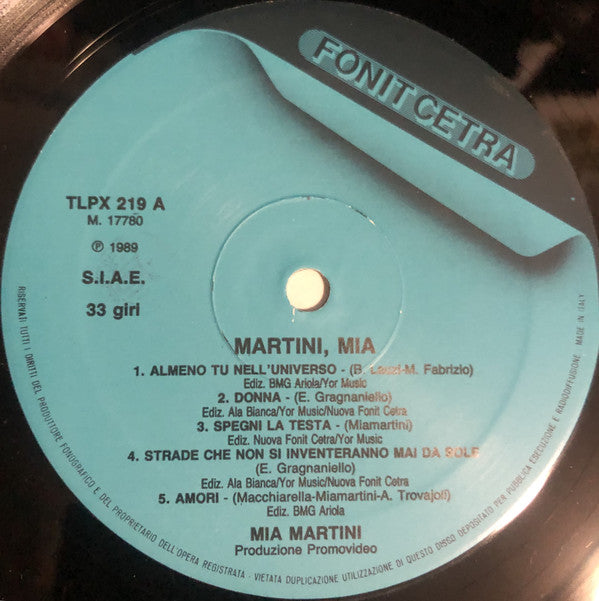 FONIT CETRA
TLPX 219 A
M. 17780
℗ 1989
S.I.A.E.
33 giri
MARTINI, MIA
1. ALMENO TU NELL'UNIVERSO - (B. Lauzi-M. Fabrizio)
Ediz. BMG Ariola/Yor Music
2. DONNA - (E. Gragnaniello)
Ediz. Ala Bianca/Yor Music/Nuova Fonit Cetra
3. SPEGNI LA TESTA - (Miamartini)
Ediz. Nuova Fonit Cetra/Yor Music
4. STRADE CHE NON SI INVENTERANNO MAI DA SOLE
(E. Gragnaniello)
Ediz. Ala Bianca/Yor Music/Nuova Fonit Cetra
5. AMORI - (Macchiarella-Miamartini-A. Trovajoli)
Ediz. BMG Ariola
MIA MARTINI
Produzione Promovideo
RISERVATI TUTTI I DIRITTI DEL PRODUTTORE FONOGRAFICO E DEL PROPRIETARIO DELL'OPERA REGISTRATA - VIETATA DUPLICAZIONE UTILIZZAZIONE DI QUESTO DISCO DEPOSITATO PER PUBBLICA ESECUZIONE E RADIODIFFUSIONE MADE IN ITALY